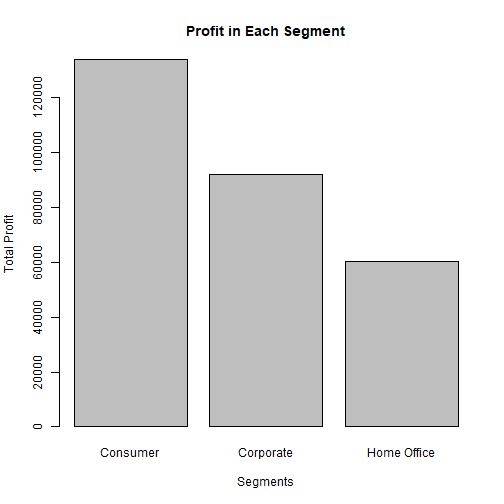 Profit in Each Segment
Total Profit
120000
100000
80000
60000
40000
20000
0
Consumer Corporate Home Office
Segments